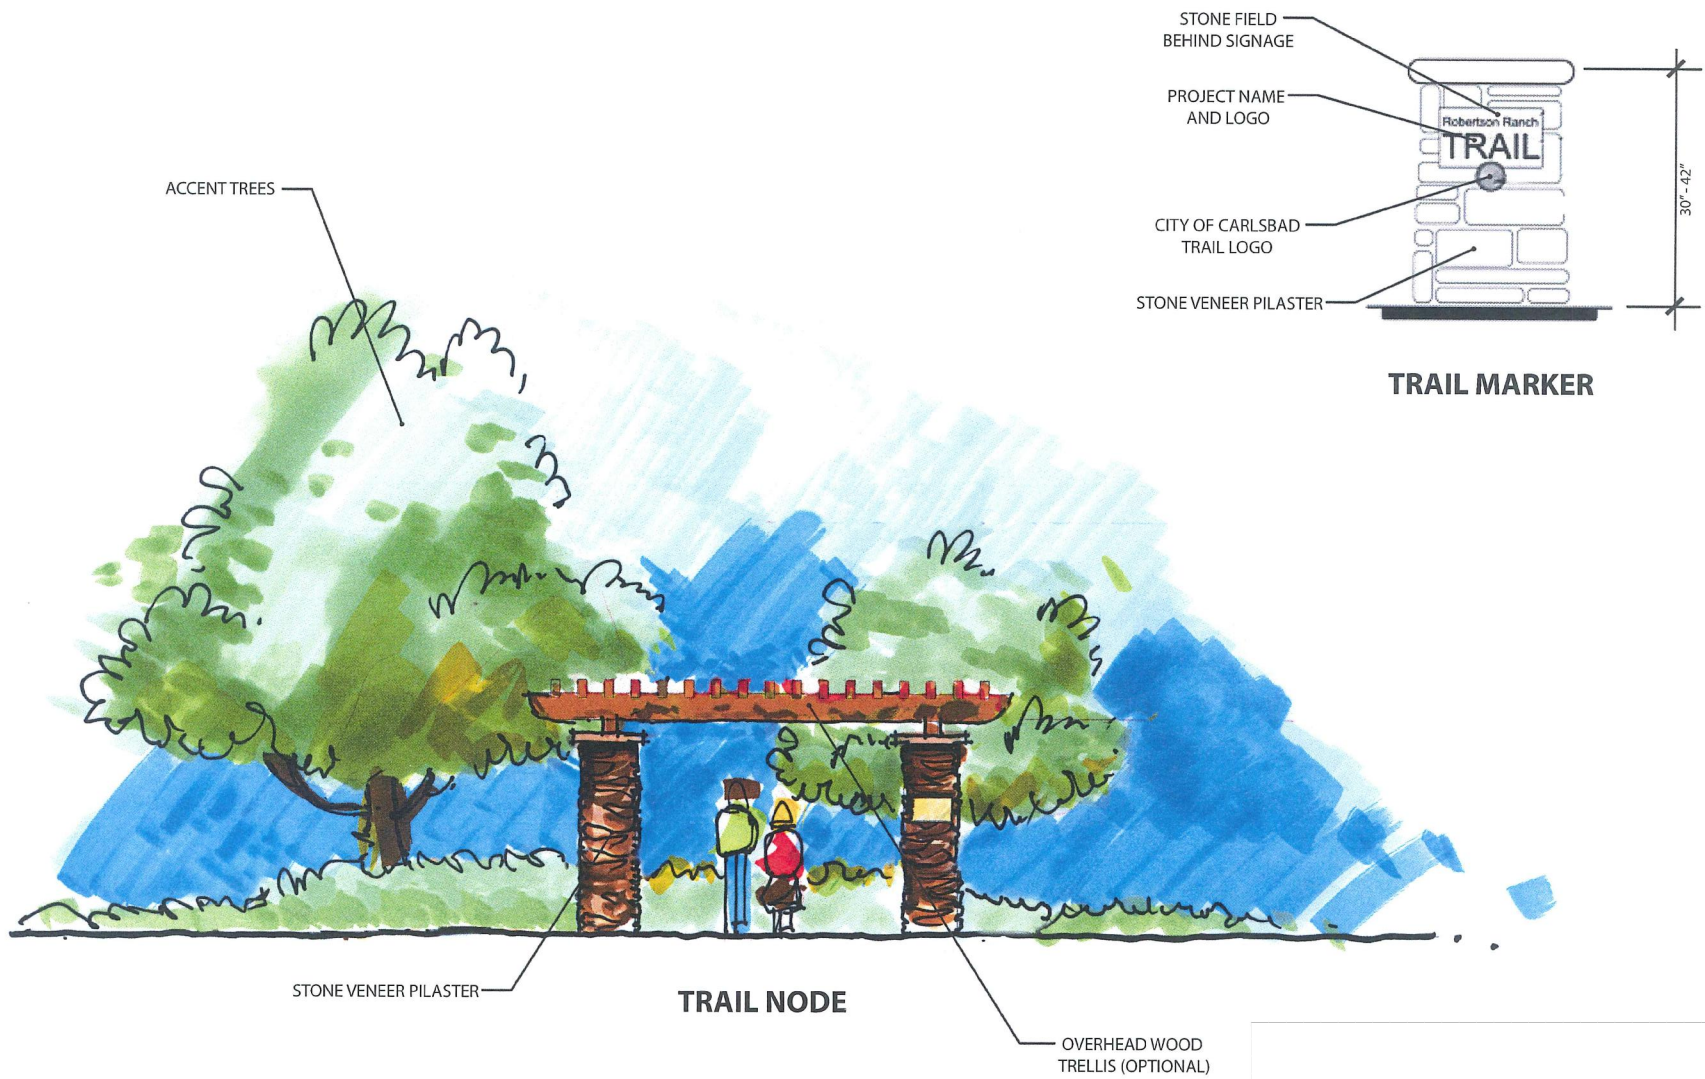 STONE FIELD
BEHIND SIGNAGE
PROJECT NAME
AND LOGO
Robertson Ranch
TRAIL
CITY OF CARLSBAD
TRAIL LOGO
STONE VENEER PILASTER
30"- 42"
TRAIL MARKER
ACCENT TREES
STONE VENEER PILASTER
TRAIL NODE
OVERHEAD WOOD
TRELLIS (OPTIONAL)